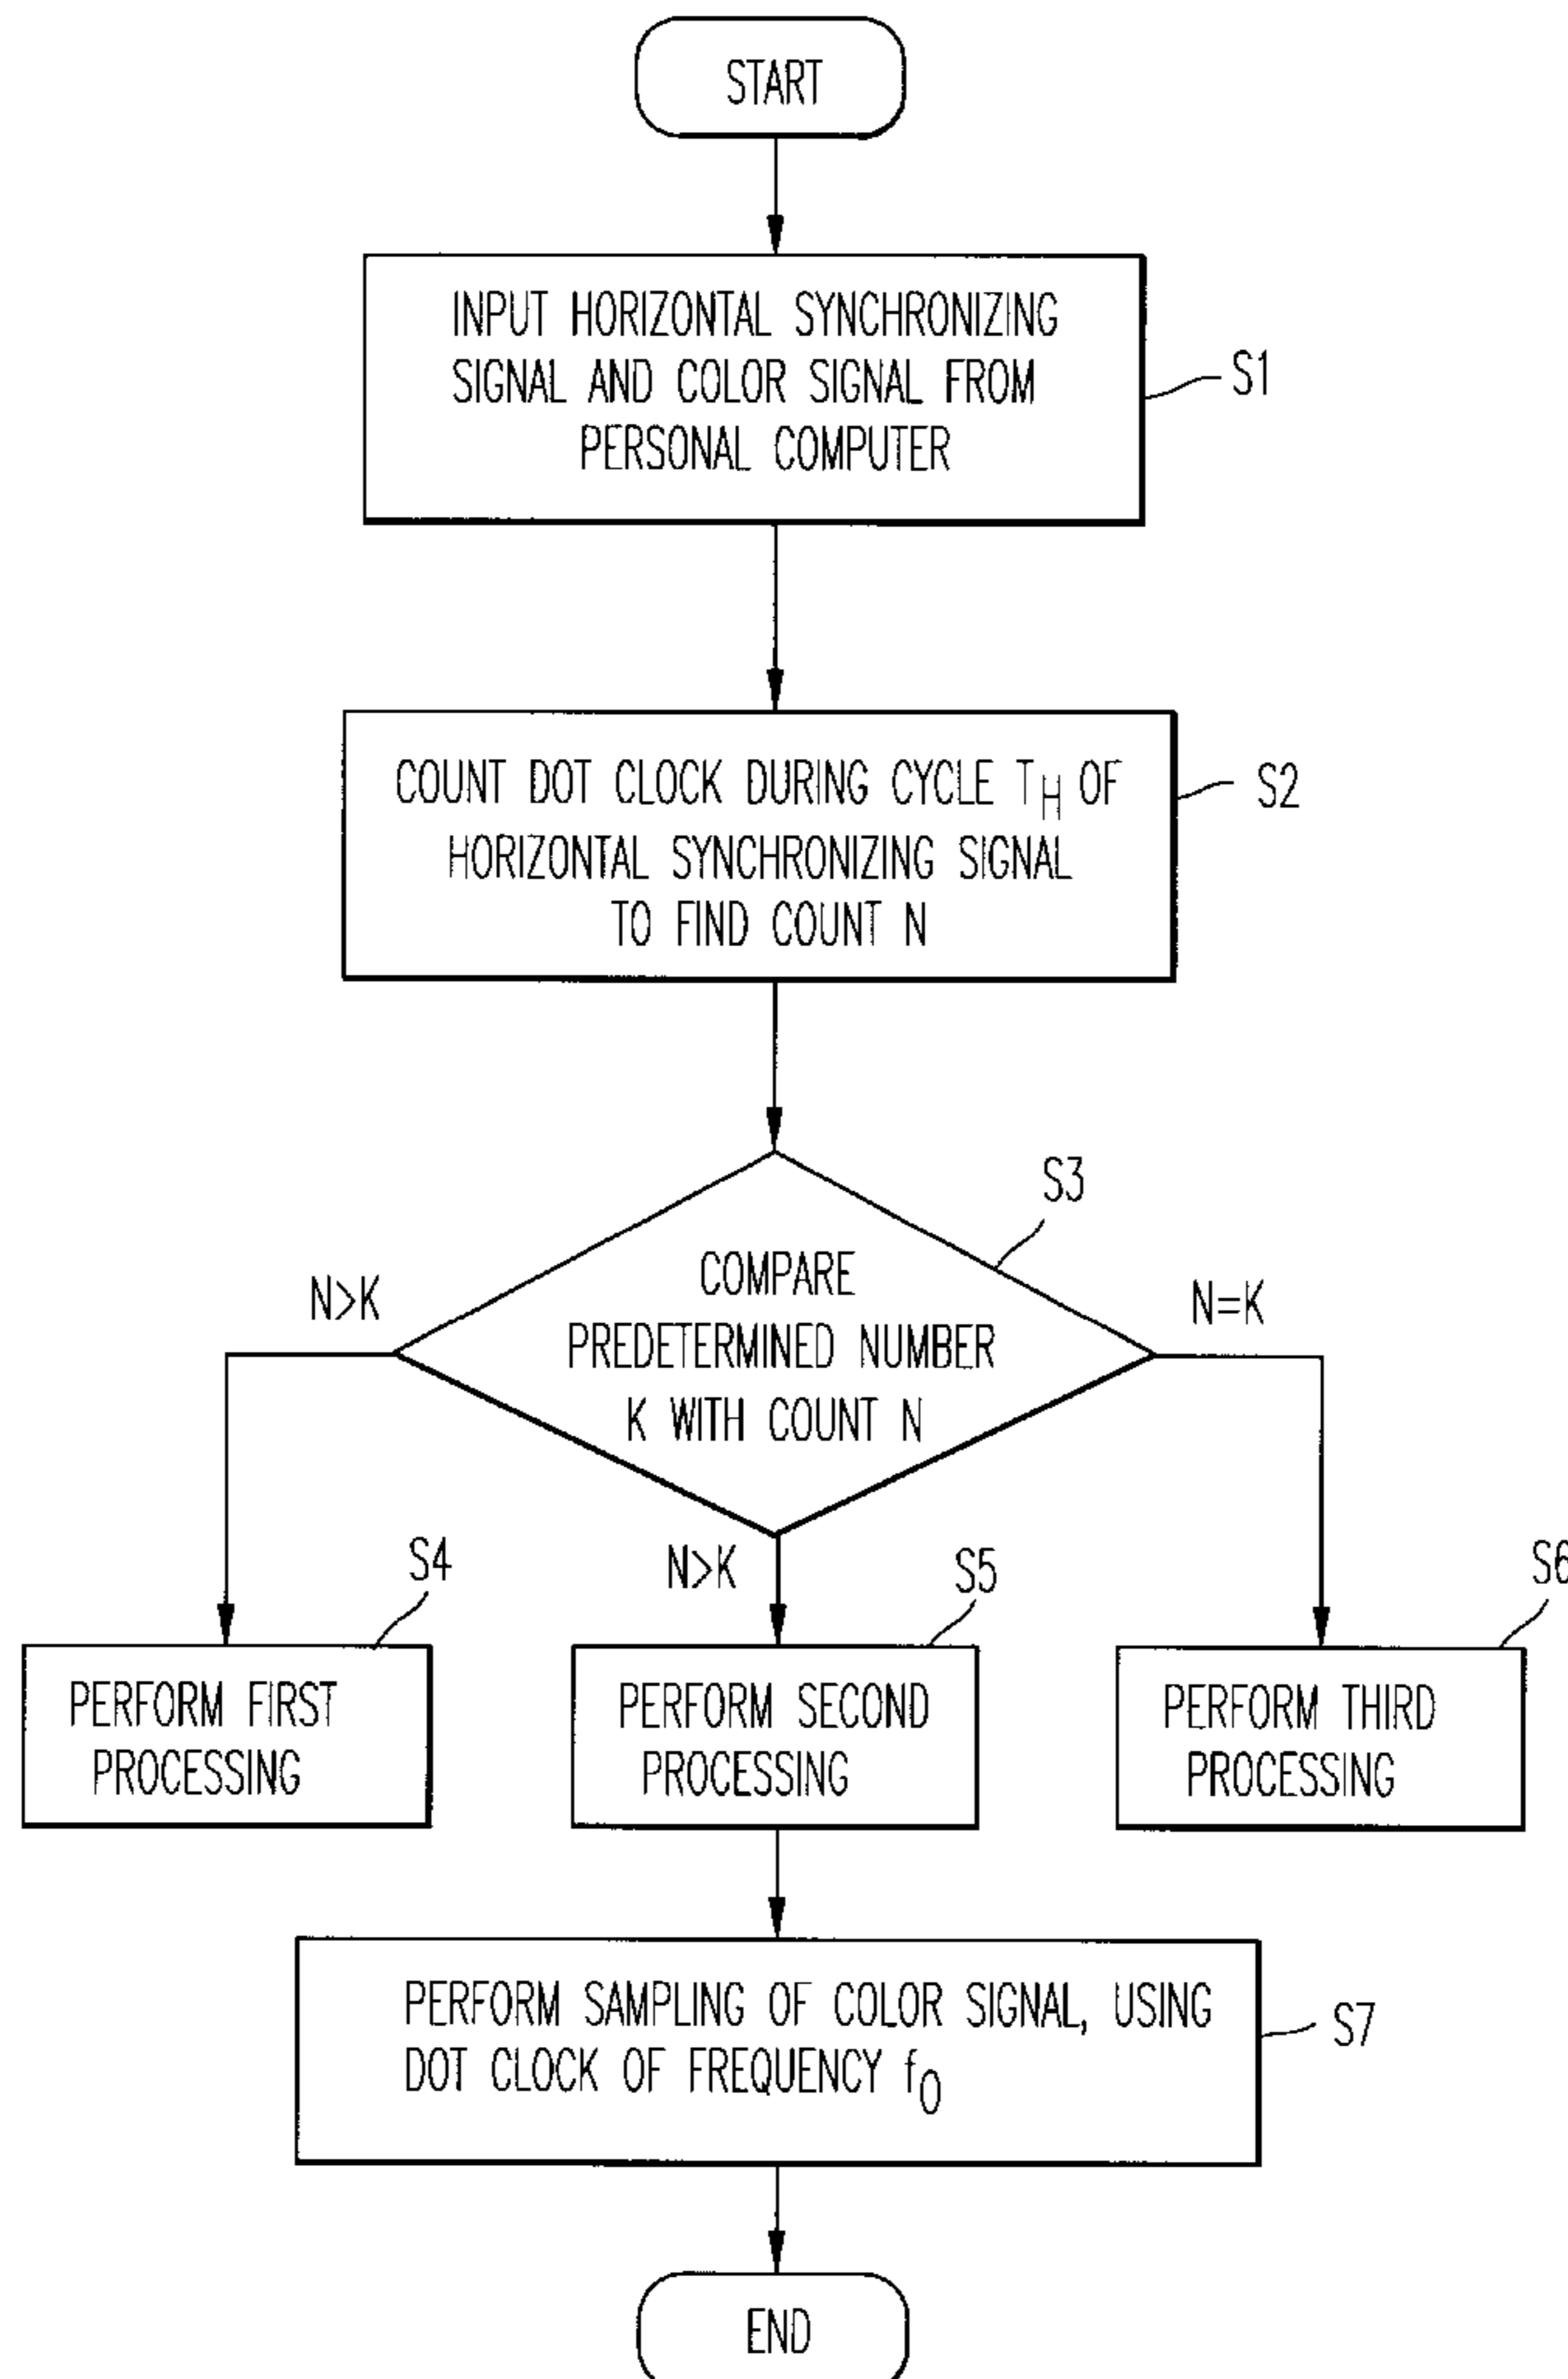 START
INPUT HORIZONTAL SYNCHRONIZING
SIGNAL AND COLOR SIGNAL FROM
PERSONAL COMPUTER
S1
COUNT DOT CLOCK DURING CYCLE TH OF
HORIZONTAL SYNCHRONIZING SIGNAL
TO FIND COUNT N
S2
S3
COMPARE
PREDETERMINED NUMBER
K WITH COUNT N
N>K
N=K
N>K
S4
S5
S6
PERFORM FIRST
PROCESSING
PERFORM SECOND
PROCESSING
PERFORM THIRD
PROCESSING
PERFORM SAMPLING OF COLOR SIGNAL, USING
DOT CLOCK OF FREQUENCY f0
S7
END